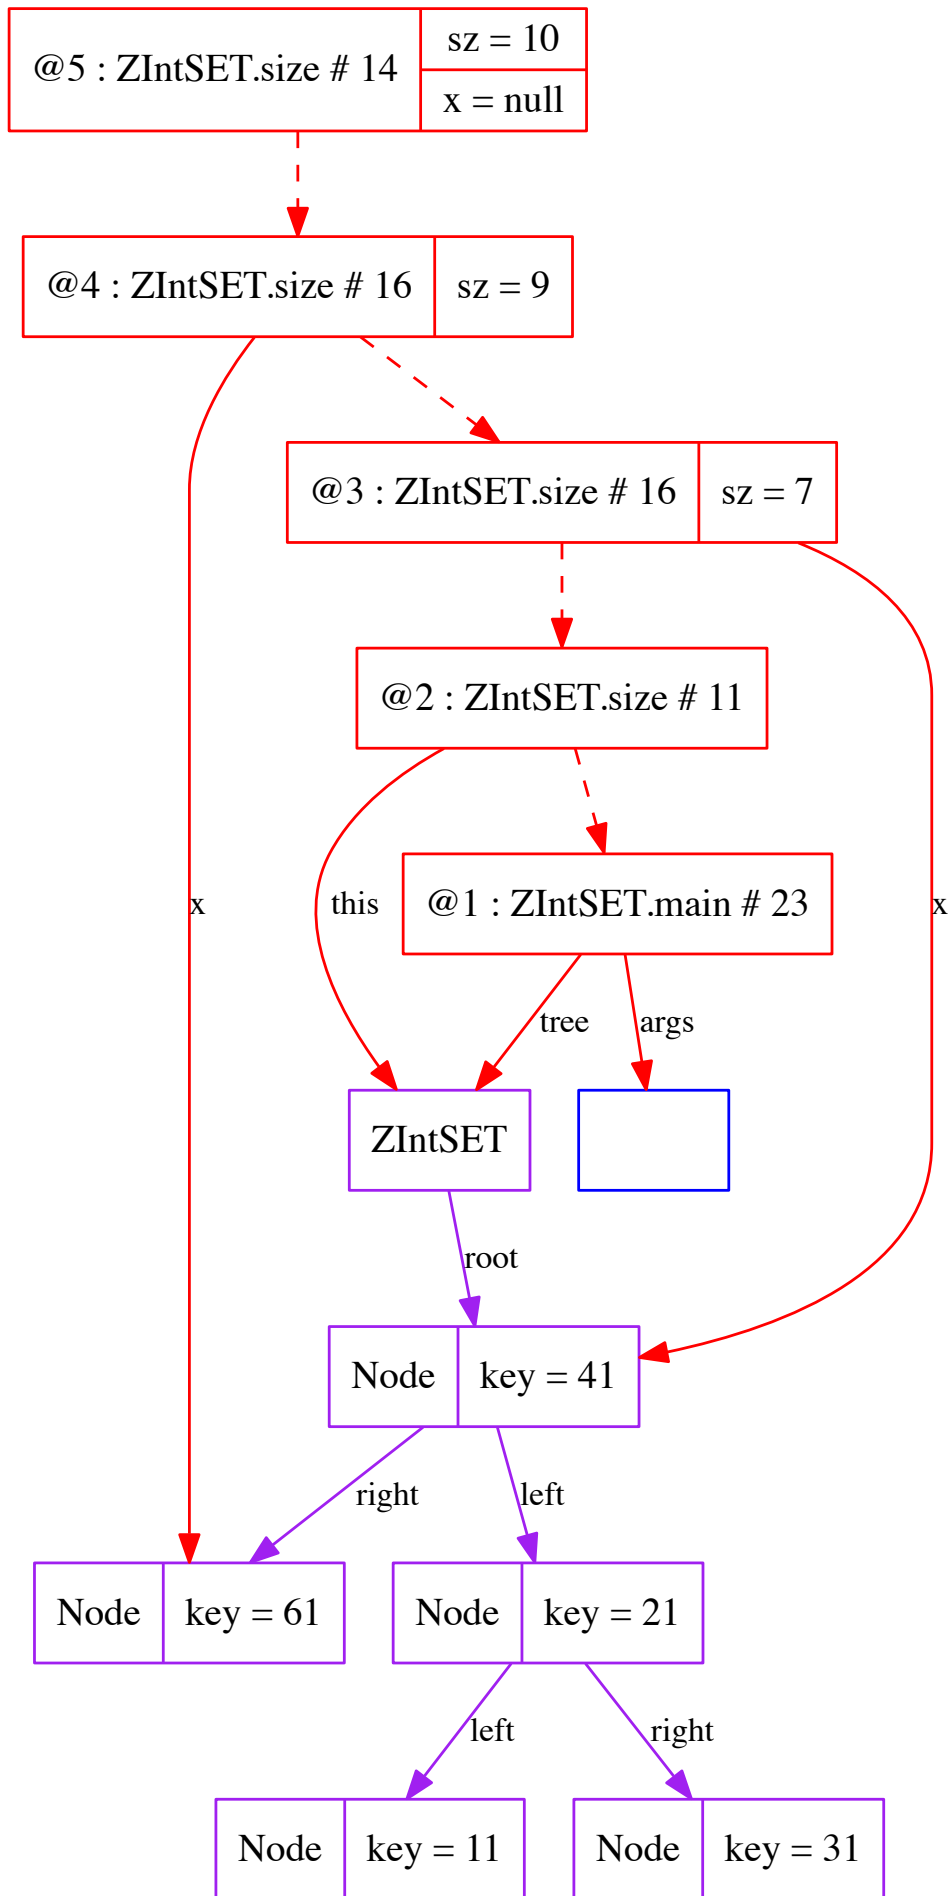 @5 : ZIntSET.size # 14
sz = 10
x = null
@4 : ZIntSET.size # 16
sz = 9
@3 : ZIntSET.size # 16
sz = 7
@2 : ZIntSET.size # 11
x
this
@1 : ZIntSET.main # 23
x
tree
args
ZIntSET
root
Node
key = 41
right
left
Node
key = 61
Node
key = 21
left
right
Node
key = 11
Node
key = 31